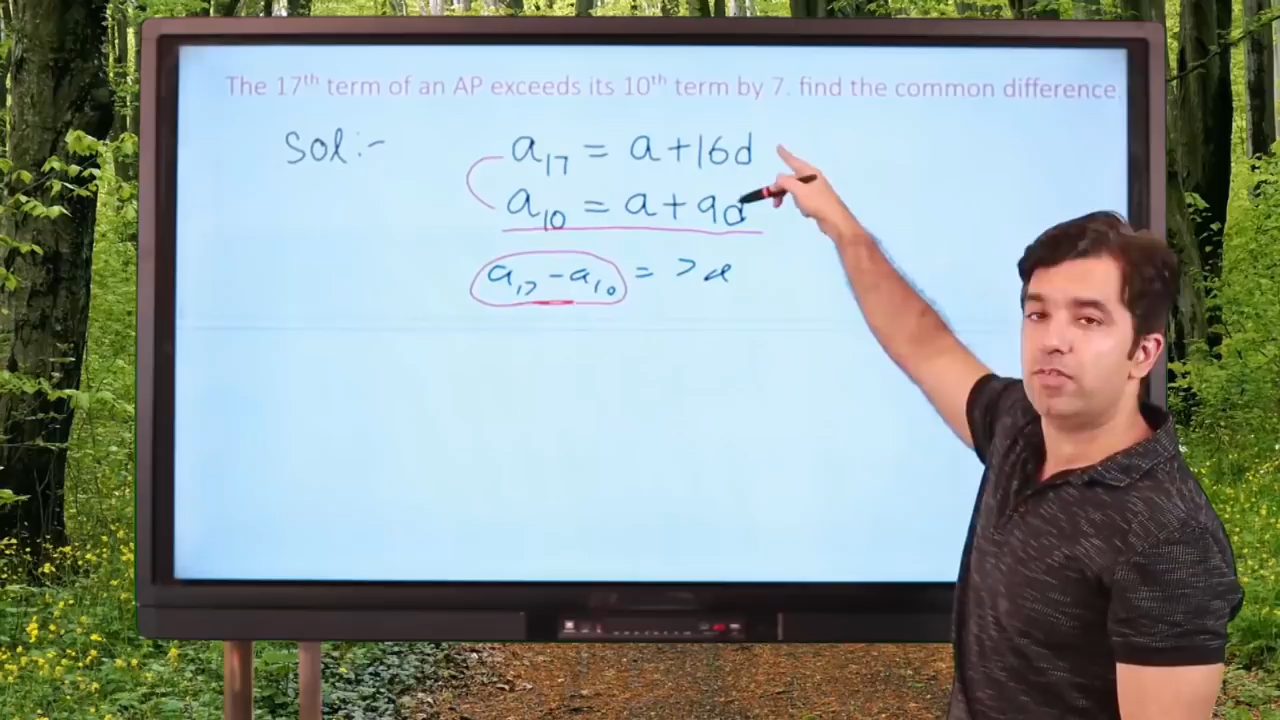 The 17th term of an AP exceeds its 10th term by 7. find the common difference.
Sol:-
a₁₇ = a+16d
a₁₀ = a+9d
a₁₇ - a₁₀ = 7d